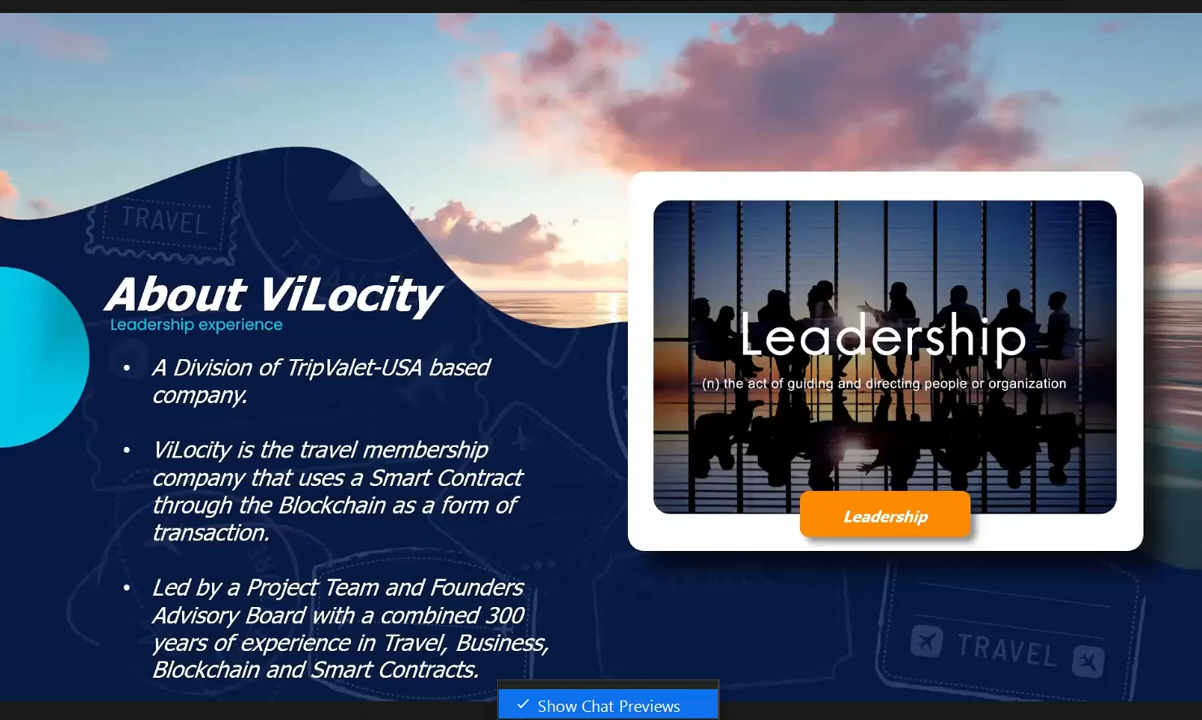 TRAVEL
About ViLocity
Leadership experience
• A Division of TripValet-USA based
company.
• ViLocity is the travel membership
company that uses a Smart Contract
through the Blockchain as a form of
transaction.
• Led by a Project Team and Founders
Advisory Board with a combined 300
years of experience in Travel, Business,
Blockchain and Smart Contracts.
Leadership
(n) the act of guiding and directing people or organization
Leadership
TRAVEL
Show Chat Previews